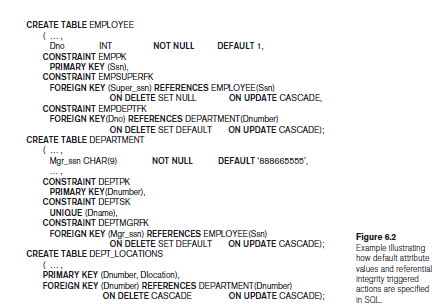 CREATE TABLE EMPLOYEE
( ...,
Dno INT NOT NULL DEFAULT 1,
CONSTRAINT EMPPK
PRIMARY KEY (Ssn),
CONSTRAINT EMPSUPERFK
FOREIGN KEY (Super_ssn) REFERENCES EMPLOYEE(Ssn)
ON DELETE SET NULL ON UPDATE CASCADE,
CONSTRAINT EMPDEPTFK
FOREIGN KEY(Dno) REFERENCES DEPARTMENT(Dnumber)
ON DELETE SET DEFAULT ON UPDATE CASCADE);
CREATE TABLE DEPARTMENT
( ...,
Mgr_ssn CHAR(9) NOT NULL DEFAULT '888665555',
...,
CONSTRAINT DEPTPK
PRIMARY KEY(Dnumber),
CONSTRAINT DEPTSK
UNIQUE (Dname),
CONSTRAINT DEPTMGRFK
FOREIGN KEY (Mgr_ssn) REFERENCES EMPLOYEE(Ssn)
ON DELETE SET DEFAULT ON UPDATE CASCADE);
CREATE TABLE DEPT_LOCATIONS
( ...,
PRIMARY KEY (Dnumber, Dlocation),
FOREIGN KEY (Dnumber) REFERENCES DEPARTMENT(Dnumber)
ON DELETE CASCADE ON UPDATE CASCADE);
Figure 6.2
Example illustrating
how default attribute
values and referential
integrity triggered
actions are specified
in SQL.